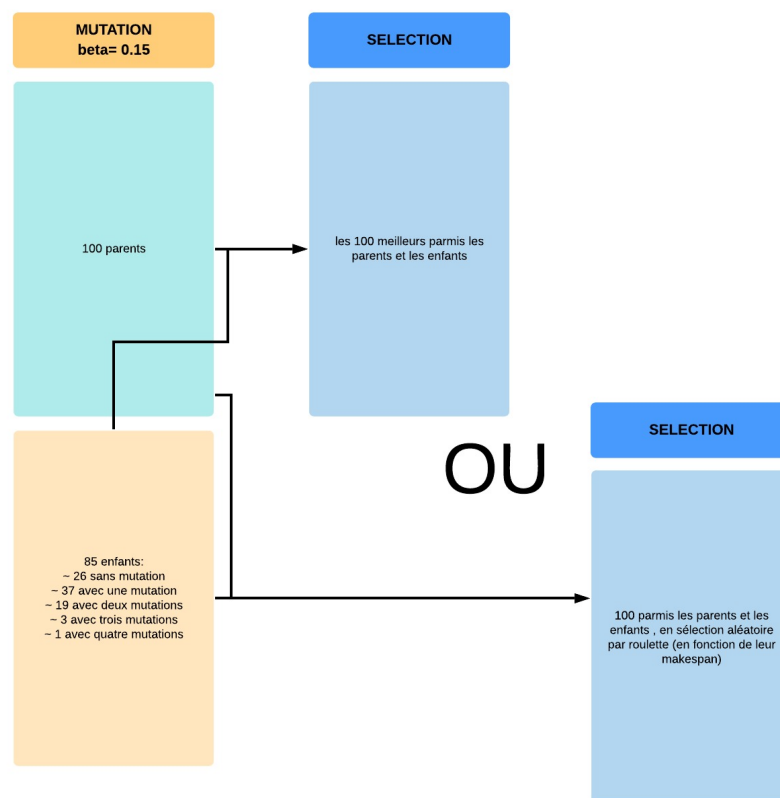 MUTATION
beta= 0.15
SELECTION
100 parents
les 100 meilleurs parmis les
parents et les enfants
OU
SELECTION
85 enfants:
~ 26 sans mutation
~ 37 avec une mutation
~ 19 avec deux mutations
~ 3 avec trois mutations
~ 1 avec quatre mutations
100 parmis les parents et les
enfants , en sélection aléatoire
par roulette (en fonction de leur
makespan)